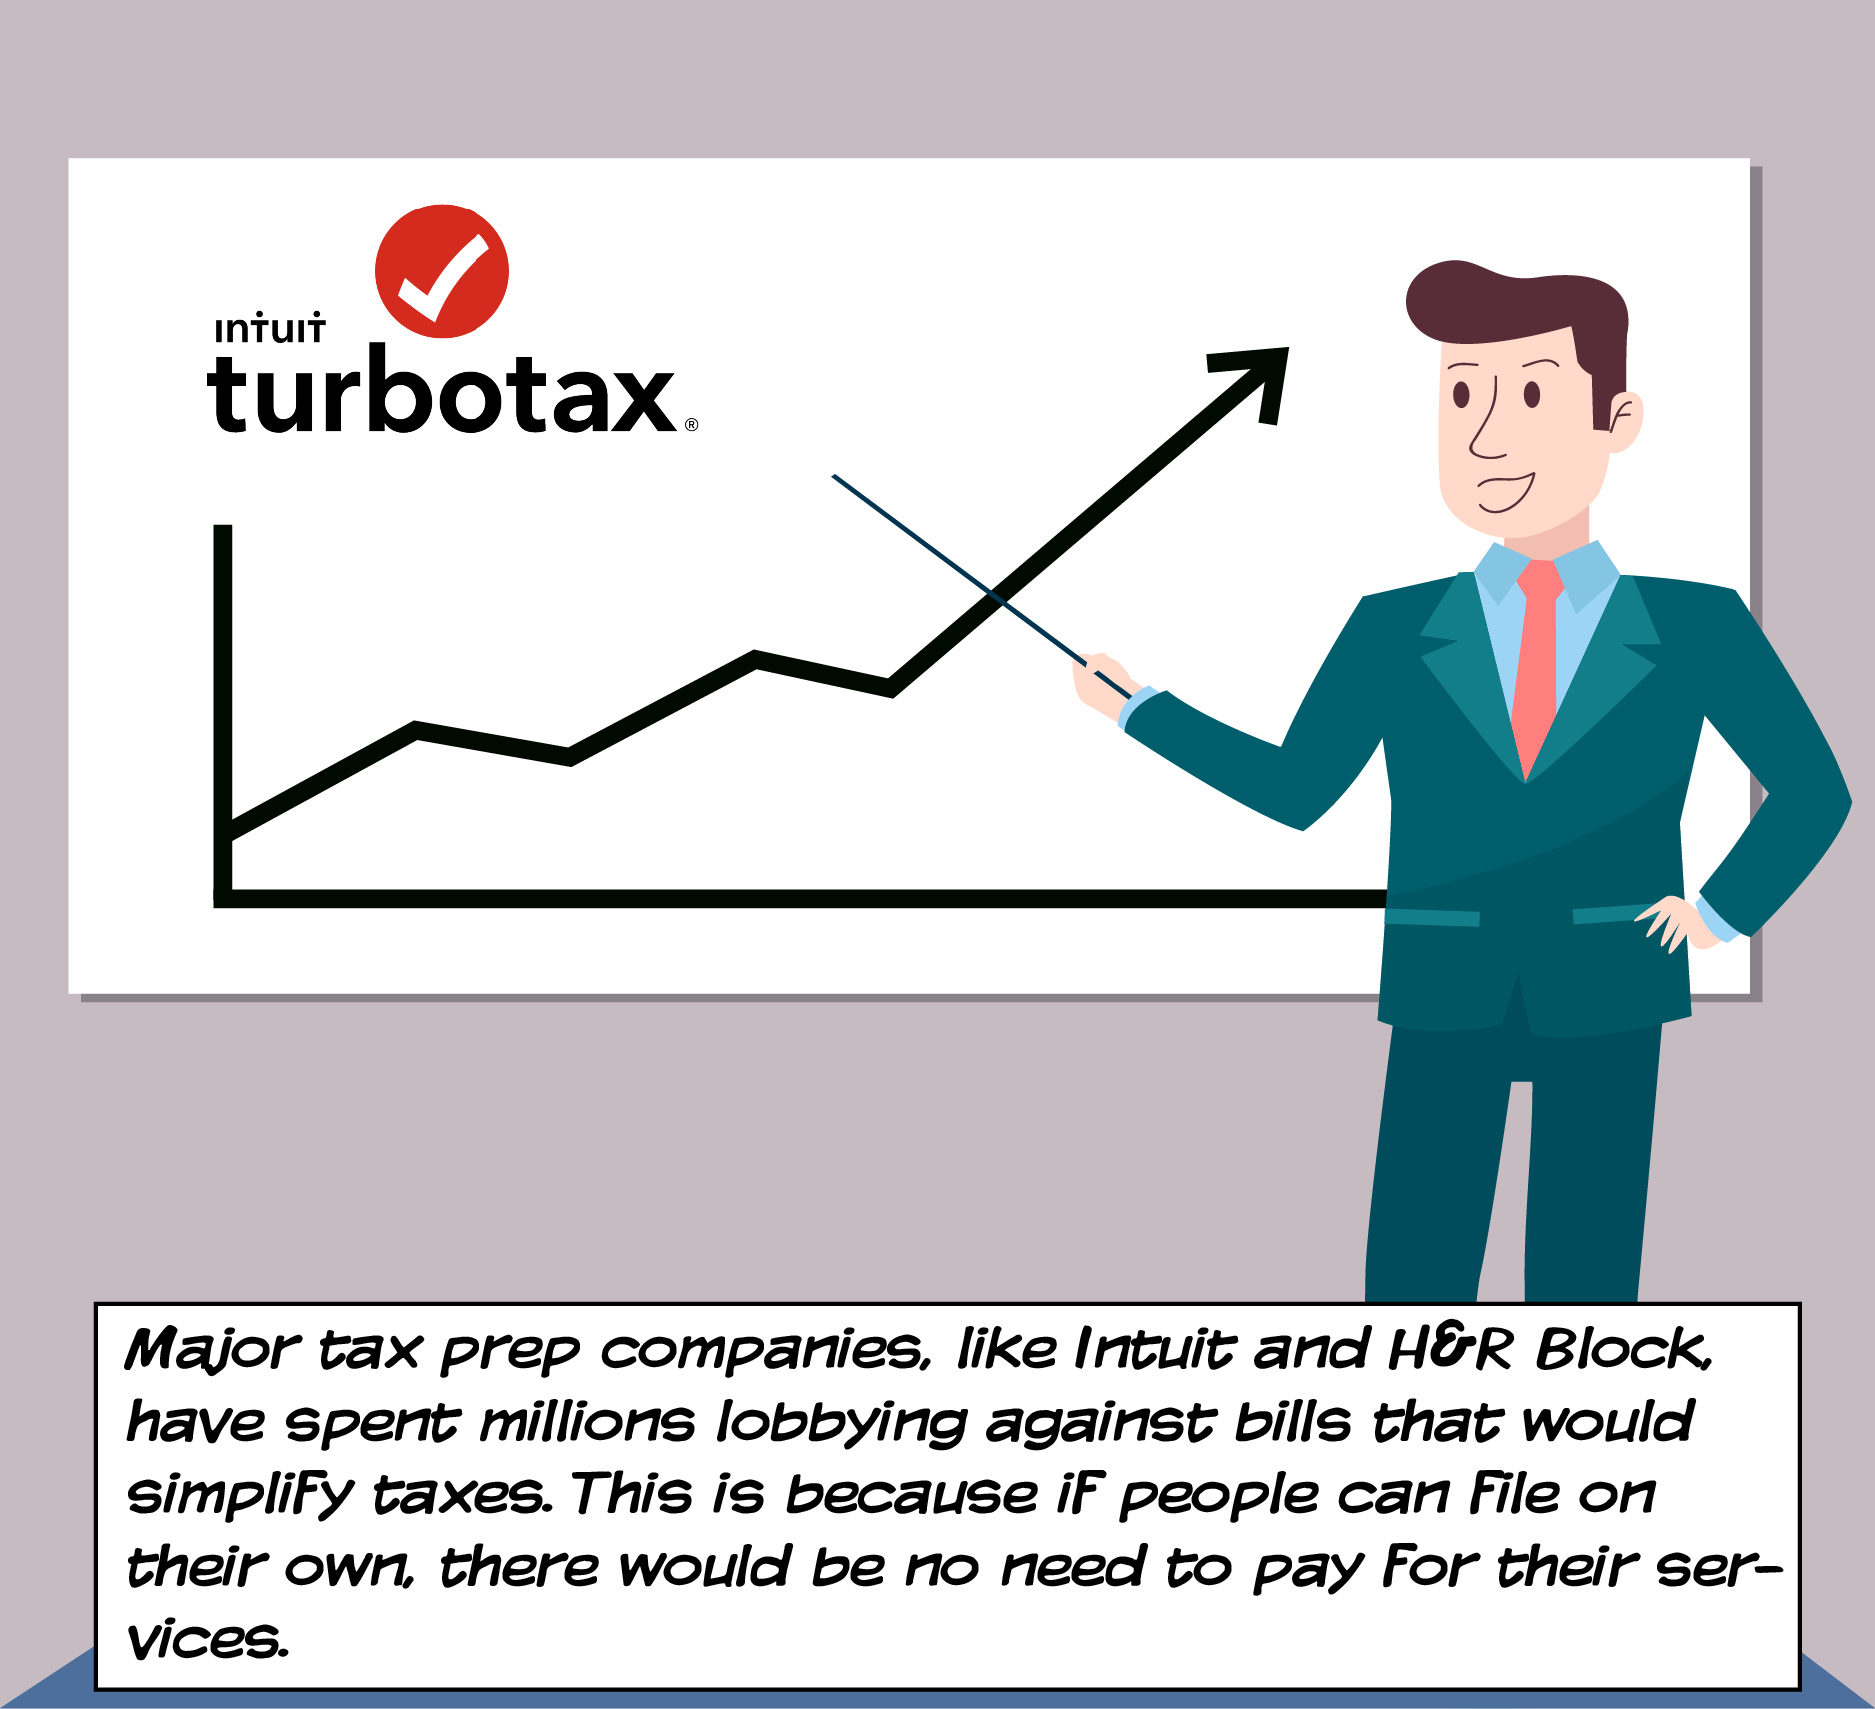 intuit
turbotax®
Major tax prep companies, like Intuit and H&R Block,
have spent millions lobbying against bills that would
simplify taxes. This is because if people can file on
their own, there would be no need to pay for their ser-
vices.